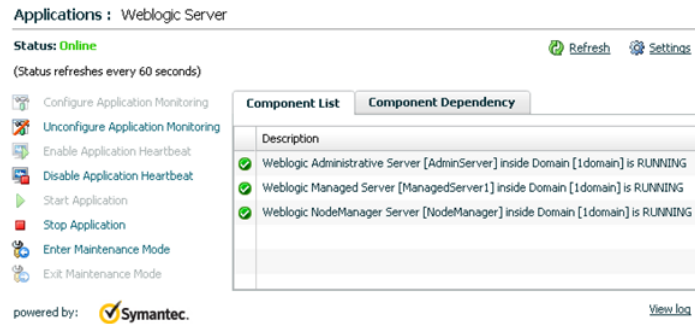 Applications : Weblogic Server
Status: Online
Refresh
Settings
(Status refreshes every 60 seconds)
Configure Application Monitoring
Unconfigure Application Monitoring
Enable Application Heartbeat
Disable Application Heartbeat
Start Application
Stop Application
Enter Maintenance Mode
Exit Maintenance Mode
Component List
Component Dependency
Description
Weblogic Administrative Server [AdminServer] inside Domain [1domain] is RUNNING
Weblogic Managed Server [ManagedServer1] inside Domain [1domain] is RUNNING
Weblogic NodeManager Server [NodeManager] inside Domain [1domain] is RUNNING
powered by: Symantec.
View log